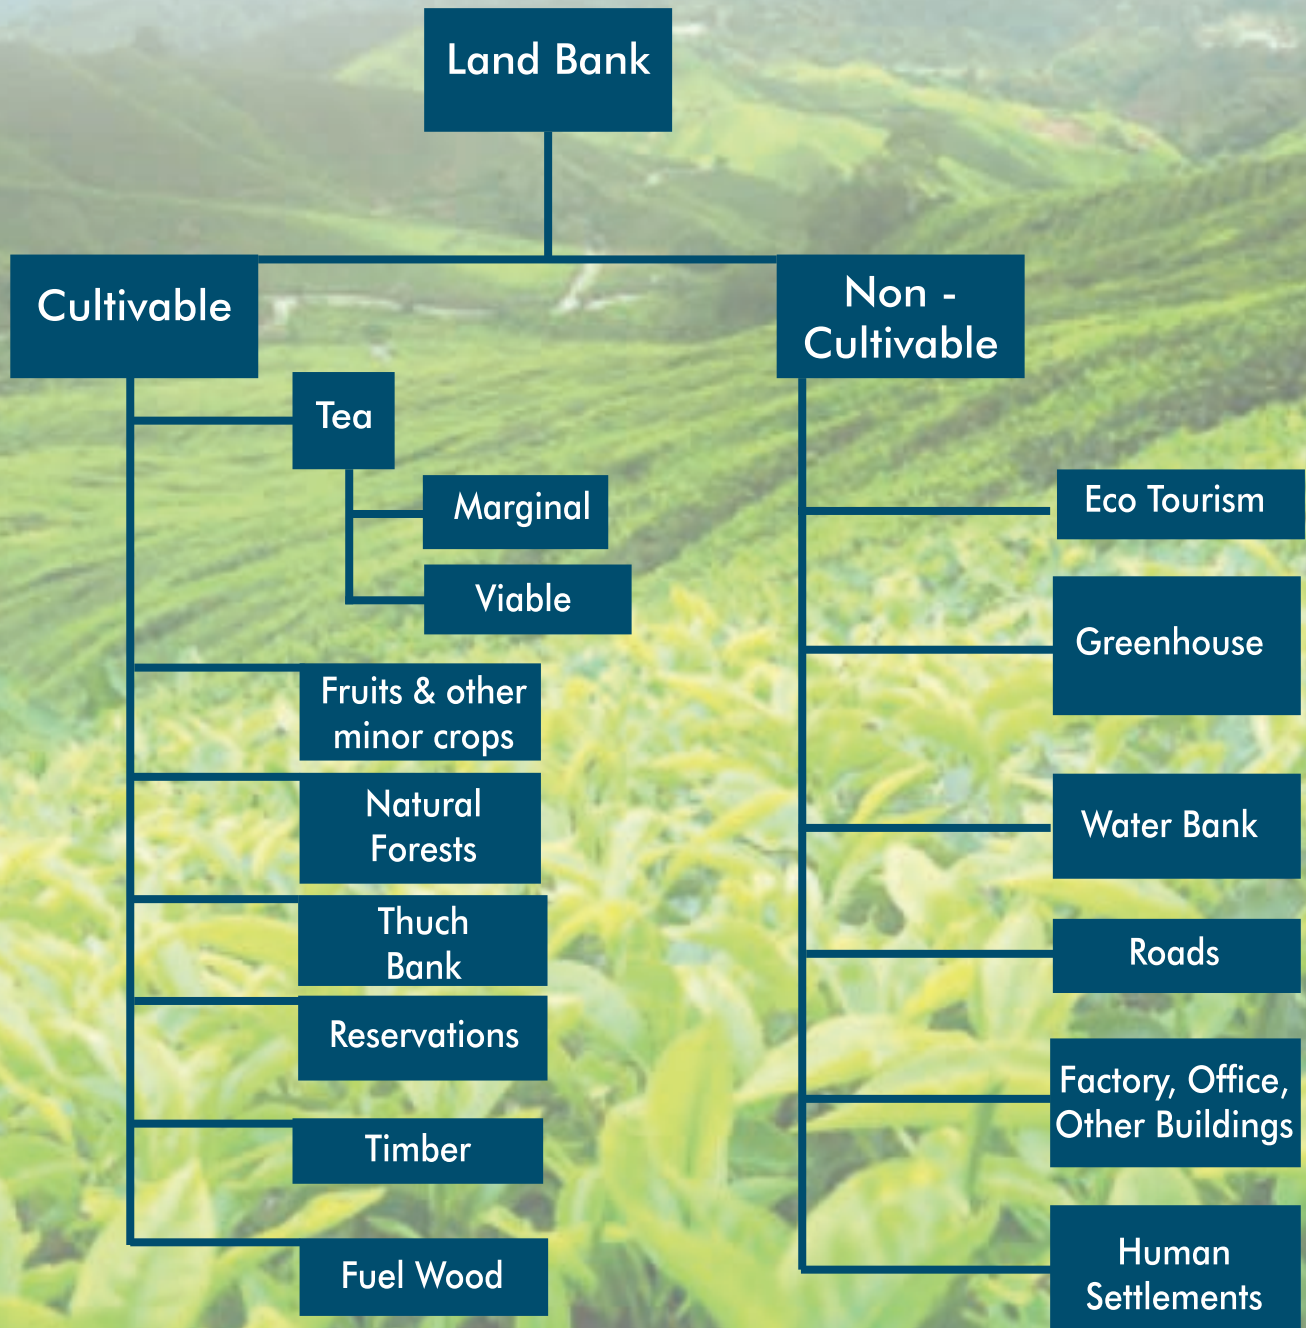 Land Bank
Cultivable
Non -
Cultivable
Tea
Marginal
Viable
Fruits & other
minor crops
Natural
Forests
Thuch
Bank
Reservations
Timber
Fuel Wood
Eco Tourism
Greenhouse
Water Bank
Roads
Factory, Office,
Other Buildings
Human
Settlements